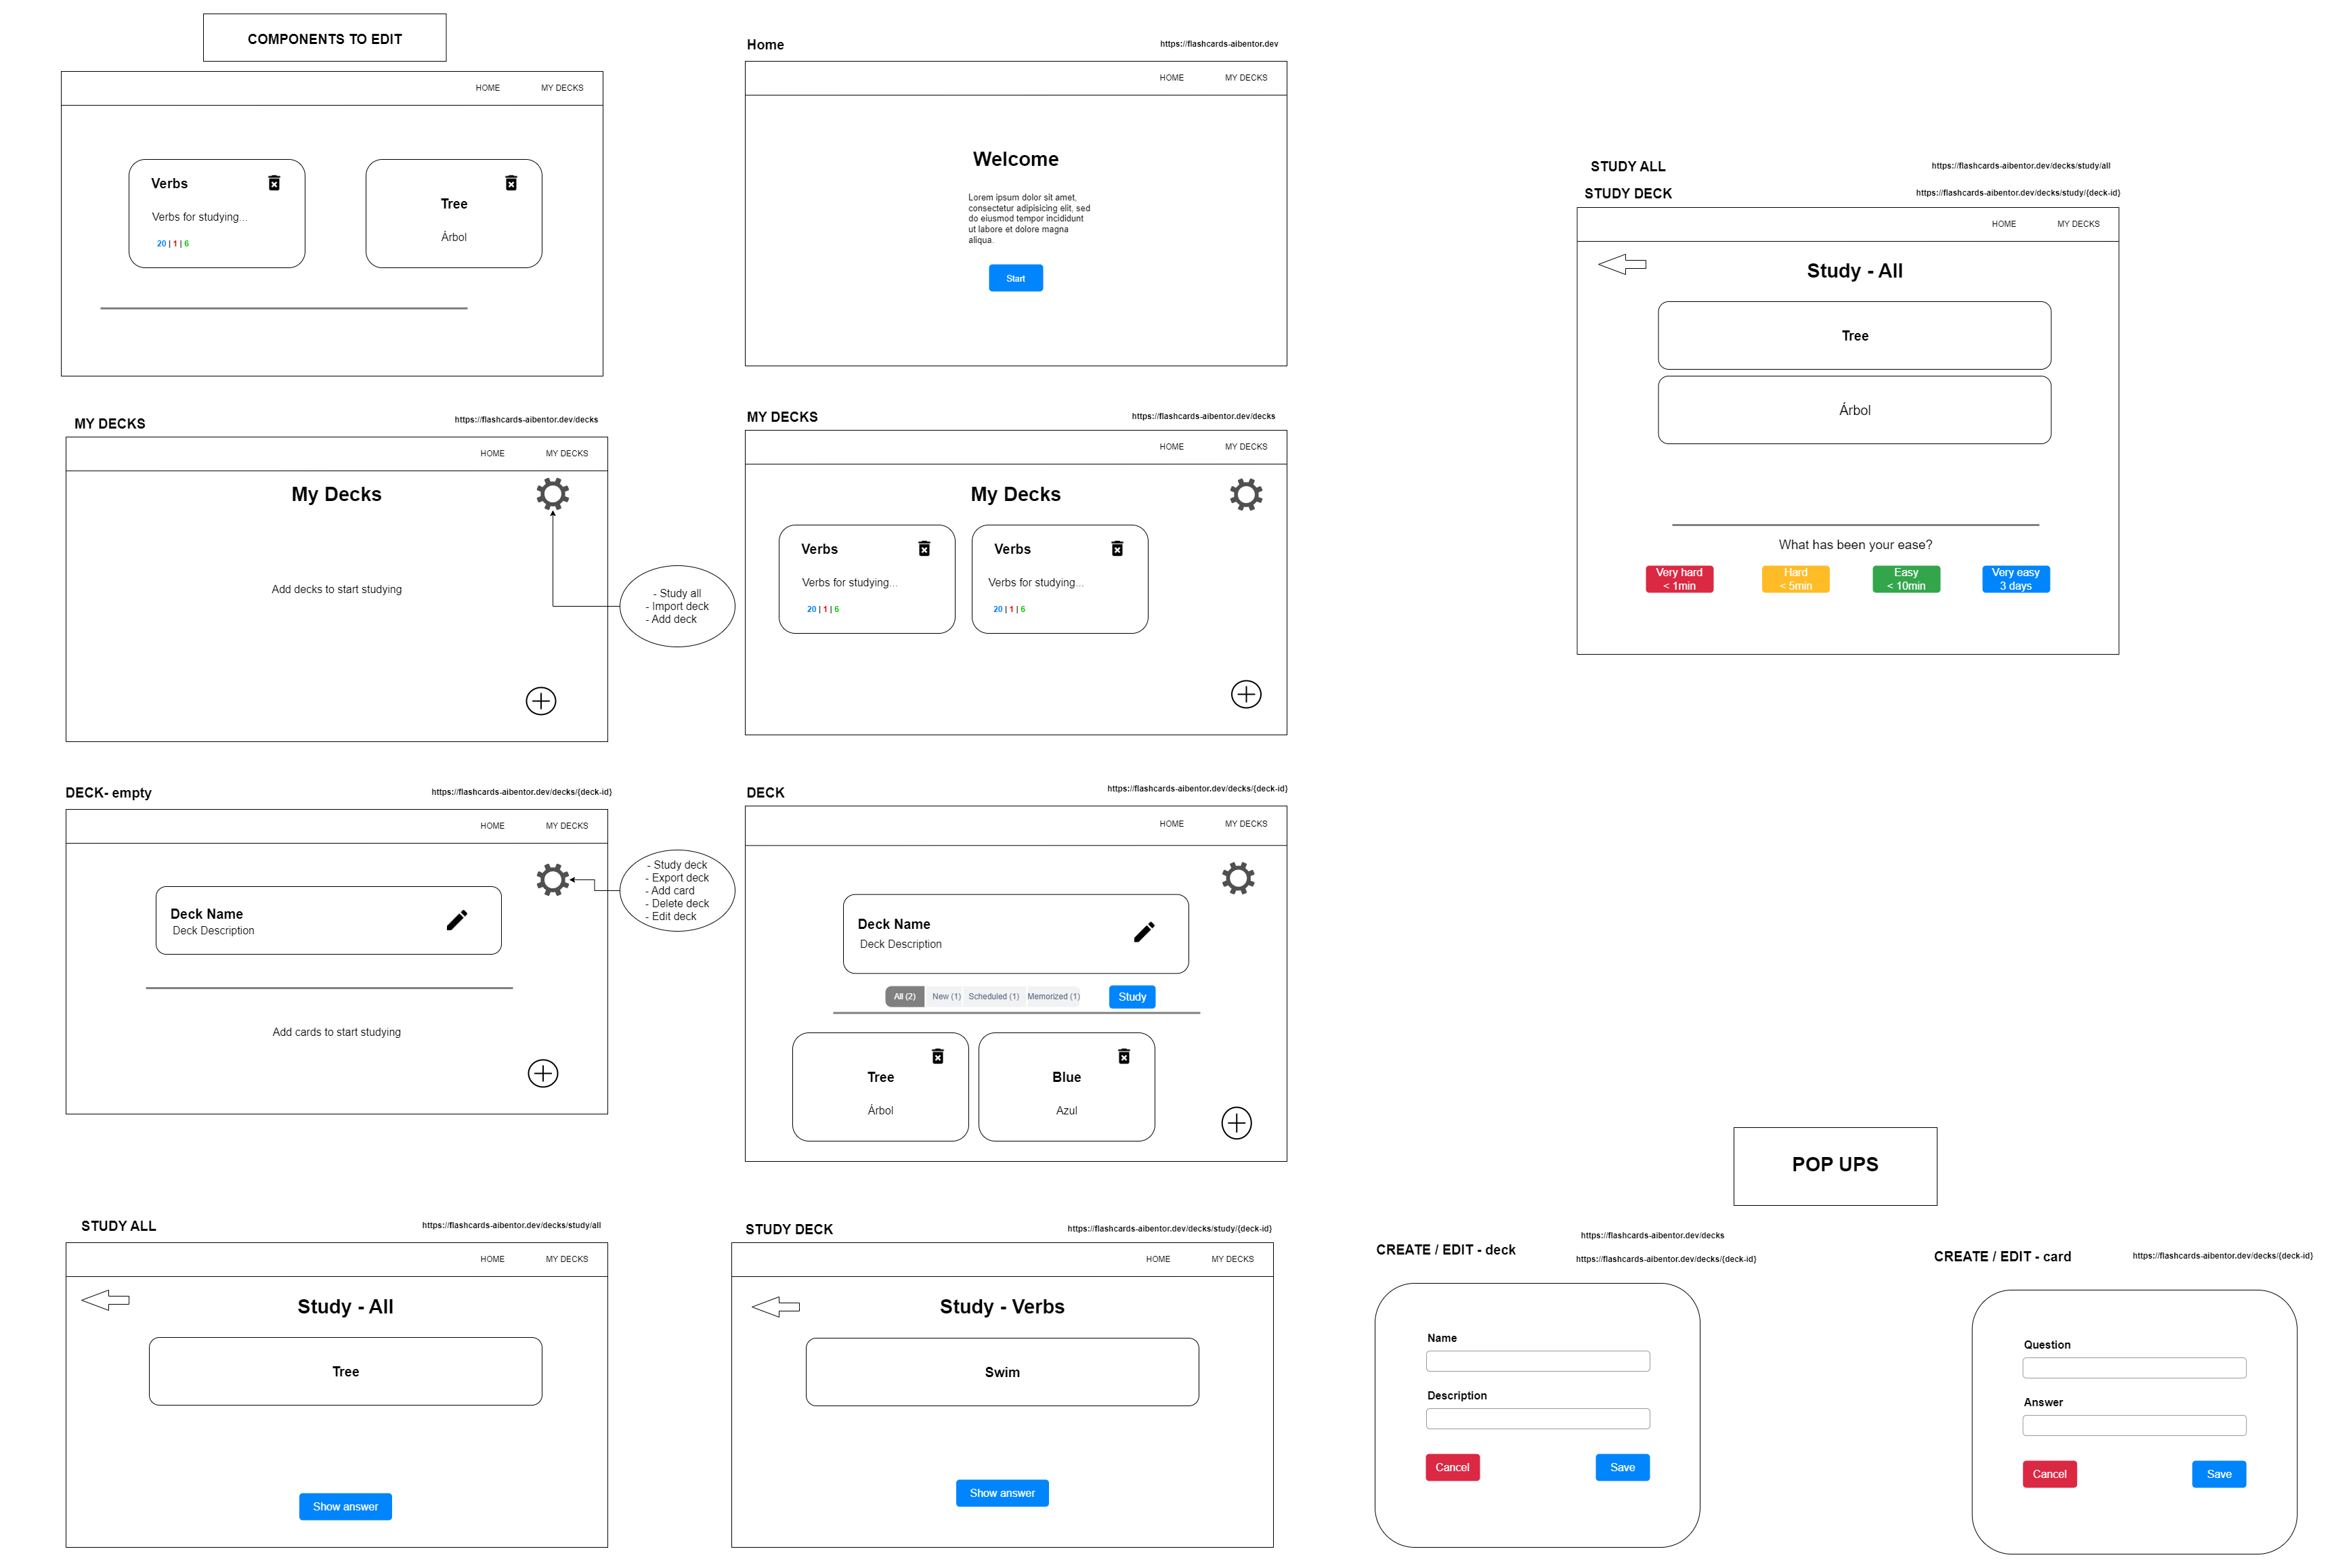 COMPONENTS TO EDIT
HOME
MY DECKS
Verbs
Verbs for studying...
20 | 1 | 6
Tree
Árbol
Home
https://flashcards-aibentor.dev
HOME
MY DECKS
Welcome
Lorem ipsum dolor sit amet,
consectetur adipisicing elit, sed
do eiusmod tempor incididunt
ut labore et dolore magna
aliqua.
Start
STUDY ALL
https://flashcards-aibentor.dev/decks/study/all
STUDY DECK
https://flashcards-aibentor.dev/decks/study/{deck-id}
HOME
MY DECKS
Study - All
Tree
Árbol
What has been your ease?
Very hard
< 1min
Hard
< 5min
Easy
< 10min
Very easy
3 days
MY DECKS
https://flashcards-aibentor.dev/decks
HOME
MY DECKS
My Decks
Add decks to start studying
- Study all
- Import deck
- Add deck
MY DECKS
https://flashcards-aibentor.dev/decks
HOME
MY DECKS
My Decks
Verbs
Verbs for studying...
20 | 1 | 6
Verbs
Verbs for studying...
20 | 1 | 6
DECK- empty
https://flashcards-aibentor.dev/decks/{deck-id}
HOME
MY DECKS
Deck Name
Deck Description
Add cards to start studying
- Study deck
- Export deck
- Add card
- Delete deck
- Edit deck
DECK
https://flashcards-aibentor.dev/decks/{deck-id}
HOME
MY DECKS
Deck Name
Deck Description
All (2)
New (1)
Scheduled (1)
Memorized (1)
Study
Tree
Árbol
Blue
Azul
STUDY ALL
https://flashcards-aibentor.dev/decks/study/all
HOME
MY DECKS
Study - All
Tree
Show answer
STUDY DECK
https://flashcards-aibentor.dev/decks/study/{deck-id}
HOME
MY DECKS
Study - Verbs
Swim
Show answer
POP UPS
CREATE / EDIT - deck
https://flashcards-aibentor.dev/decks
https://flashcards-aibentor.dev/decks/{deck-id}
Name
Description
Cancel
Save
CREATE / EDIT - card
https://flashcards-aibentor.dev/decks/{deck-id}
Question
Answer
Cancel
Save